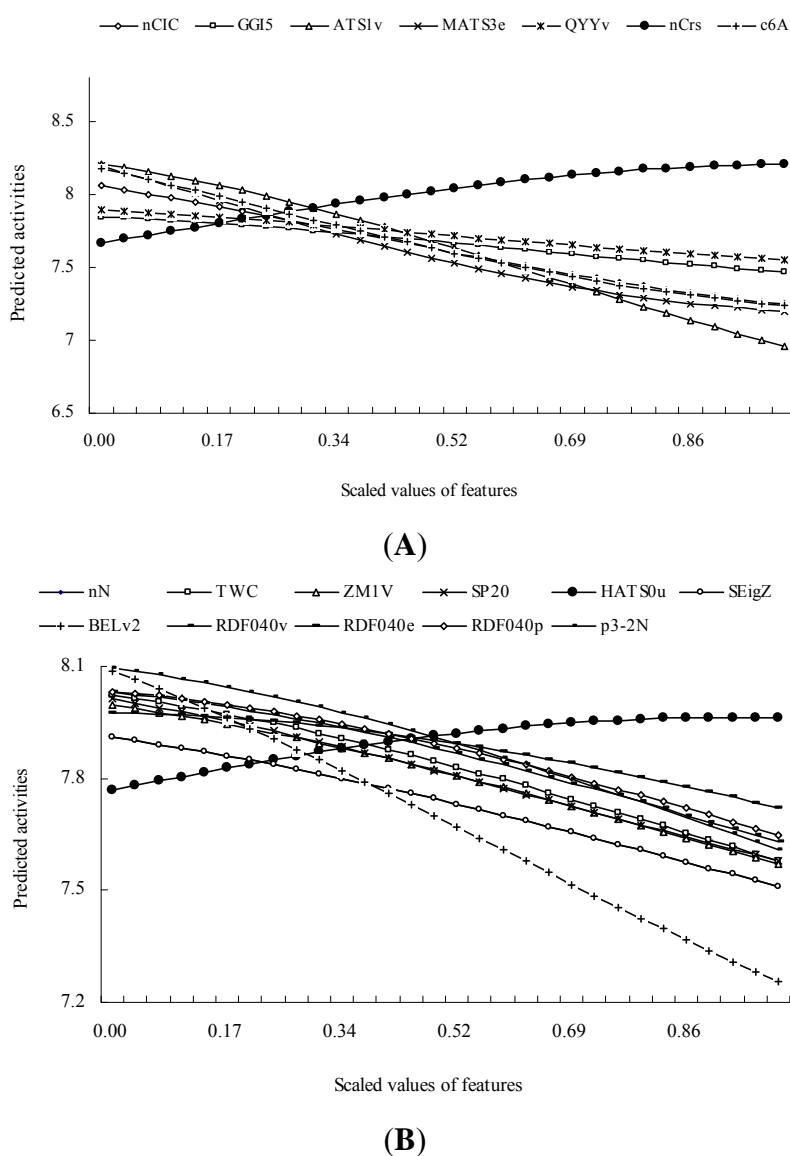 nCIC GGI5 ATS1v MATS3e QYYv nCrs c6A
8.5
8
7.5
7
6.5
Predicted activities
0.00 0.17 0.34 0.52 0.69 0.86
Scaled values of features
(A)
nN TWC ZM1V SP20 HATS0u SEigZ
BELv2 RDF040v RDF040e RDF040p p3-2N
8.1
7.8
7.5
7.2
Predicted activities
0.00 0.17 0.34 0.52 0.69 0.86
Scaled values of features
(B)